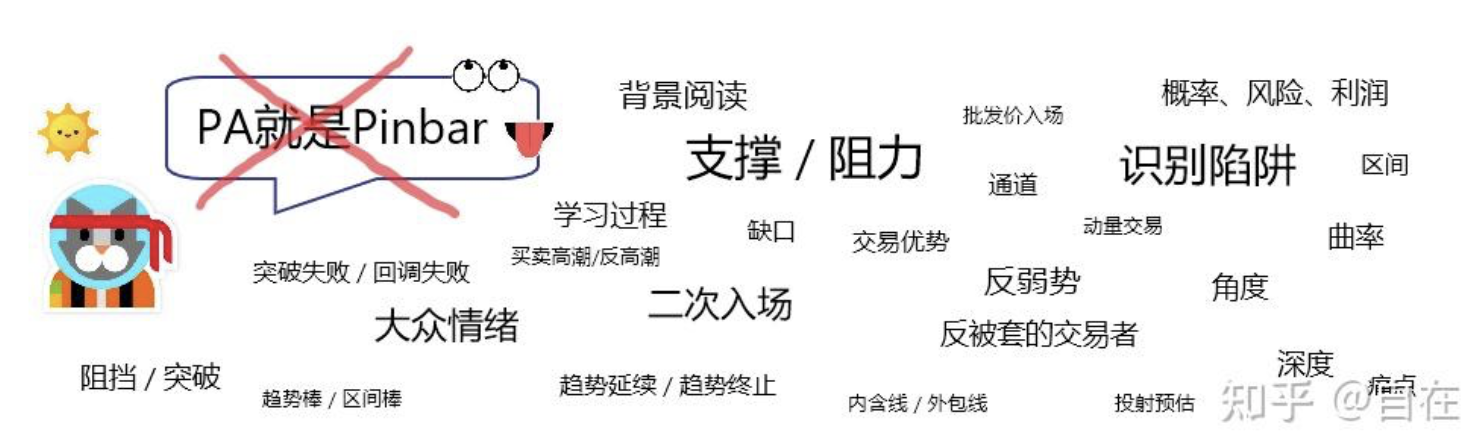 PA就是Pinbar
背景阅读
概率、风险、利润
批发价入场
支撑 / 阻力
识别陷阱
区间
通道
学习过程
缺口
动量交易
交易优势
曲率
买卖高潮/反高潮
突破失败 / 回调失败
反弱势
角度
二次入场
大众情绪
反被套的交易者
深度
阻挡 / 突破
趋势延续 / 趋势终止
痛点
趋势棒 / 区间棒
内含线 / 外包线
投射预估
知乎 @自在